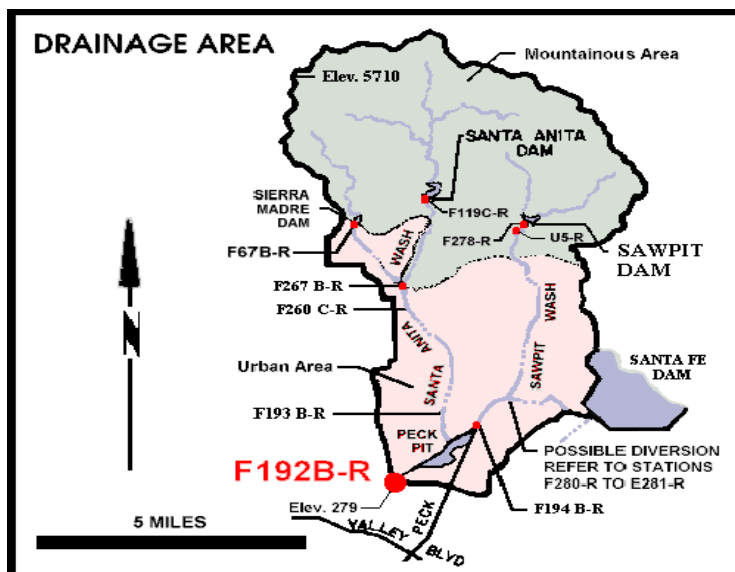 DRAINAGE AREA
Mountainous Area
Elev. 5710
SANTA ANITA
DAM
SIERRA
MADRE
DAM
F119C-R
F278-R
U5-R
SAWPIT
DAM
F67B-R
WASH
F267 B-R
F260 C-R
SANTA ANITA
SAWPIT WASH
SANTA FE
DAM
Urban Area
F193 B-R
PECK
PIT
POSSIBLE DIVERSION
REFER TO STATIONS
F280-R TO E281-R
F192B-R
F194 B-R
Elev. 279
N
5 MILES
VALLEY BLVD
PECK